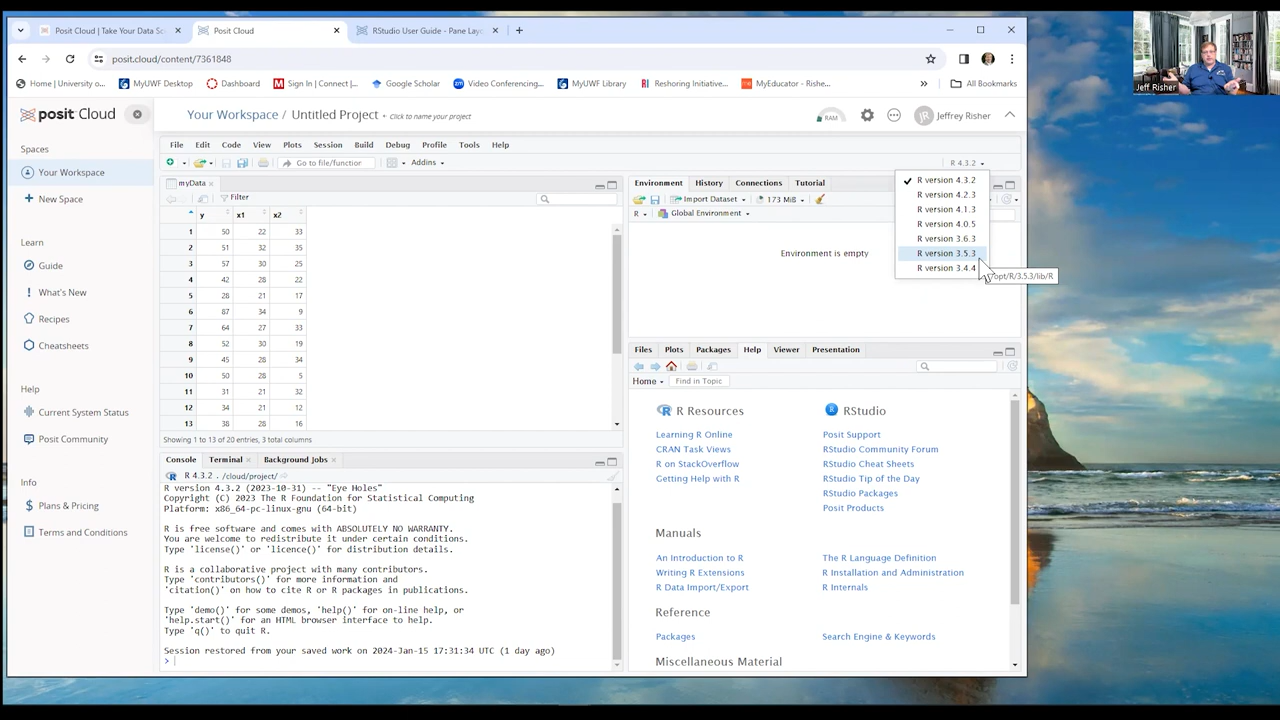 Posit Cloud | Take Your Data Sc
Posit Cloud
RStudio User Guide - Pane Layo
posit.cloud/content/7361848
Home | University o...
MyUWF Desktop
Dashboard
Sign In | Connect |...
Google Scholar
Video Conferencing...
MyUWF Library
Reshoring Initiative...
MyEducator - Rishe...
All Bookmarks
Jeff Risher
posit Cloud
Your Workspace / Untitled Project
Click to name your project
RAM
JR
Jeffrey Risher
Spaces
Your Workspace
New Space
Learn
Guide
What's New
Recipes
Cheatsheets
Help
Current System Status
Posit Community
Info
Plans & Pricing
Terms and Conditions
File Edit Code View Plots Session Build Debug Profile Tools Help
Go to file/function
Addins
R 4.3.2
R version 4.3.2
R version 4.2.3
R version 4.1.3
R version 4.0.5
R version 3.6.3
R version 3.5.3
R version 3.4.4
opt/R/3.5.3/lib/R
myData
Filter
y x1 x2
1 50 22 33
2 51 32 35
3 57 30 25
4 42 28 22
5 28 21 17
6 87 34 9
7 64 27 33
8 52 30 19
9 45 28 34
10 50 28 5
11 31 21 32
12 34 21 12
13 28 28 16
Showing 1 to 13 of 20 entries, 3 total columns
Environment History Connections Tutorial
Import Dataset
173 MiB
R
Global Environment
Environment is empty
Console Terminal Background Jobs
R 4.3.2 . /cloud/project/
R version 4.3.2 (2023-10-31) -- "Eye Holes"
Copyright (C) 2023 The R Foundation for Statistical Computing
Platform: x86_64-pc-linux-gnu (64-bit)
R is free software and comes with ABSOLUTELY NO WARRANTY.
You are welcome to redistribute it under certain conditions.
Type 'license()' or 'licence()' for distribution details.
R is a collaborative project with many contributors.
Type 'contributors()' for more information and
'citation()' on how to cite R or R packages in publications.
Type 'demo()' for some demos, 'help()' for on-line help, or
'help.start()' for an HTML browser interface to help.
Type 'q()' to quit R.
Session restored from your saved work on 2024-Jan-15 17:31:34 UTC (1 day ago)
>
Files Plots Packages Help Viewer Presentation
Home
Find in Topic
R Resources
Learning R Online
CRAN Task Views
R on StackOverflow
Getting Help with R
RStudio
Posit Support
RStudio Community Forum
RStudio Cheat Sheets
RStudio Tip of the Day
RStudio Packages
Posit Products
Manuals
An Introduction to R
Writing R Extensions
R Data Import/Export
The R Language Definition
R Installation and Administration
R Internals
Reference
Packages
Search Engine & Keywords
Miscellaneous Material